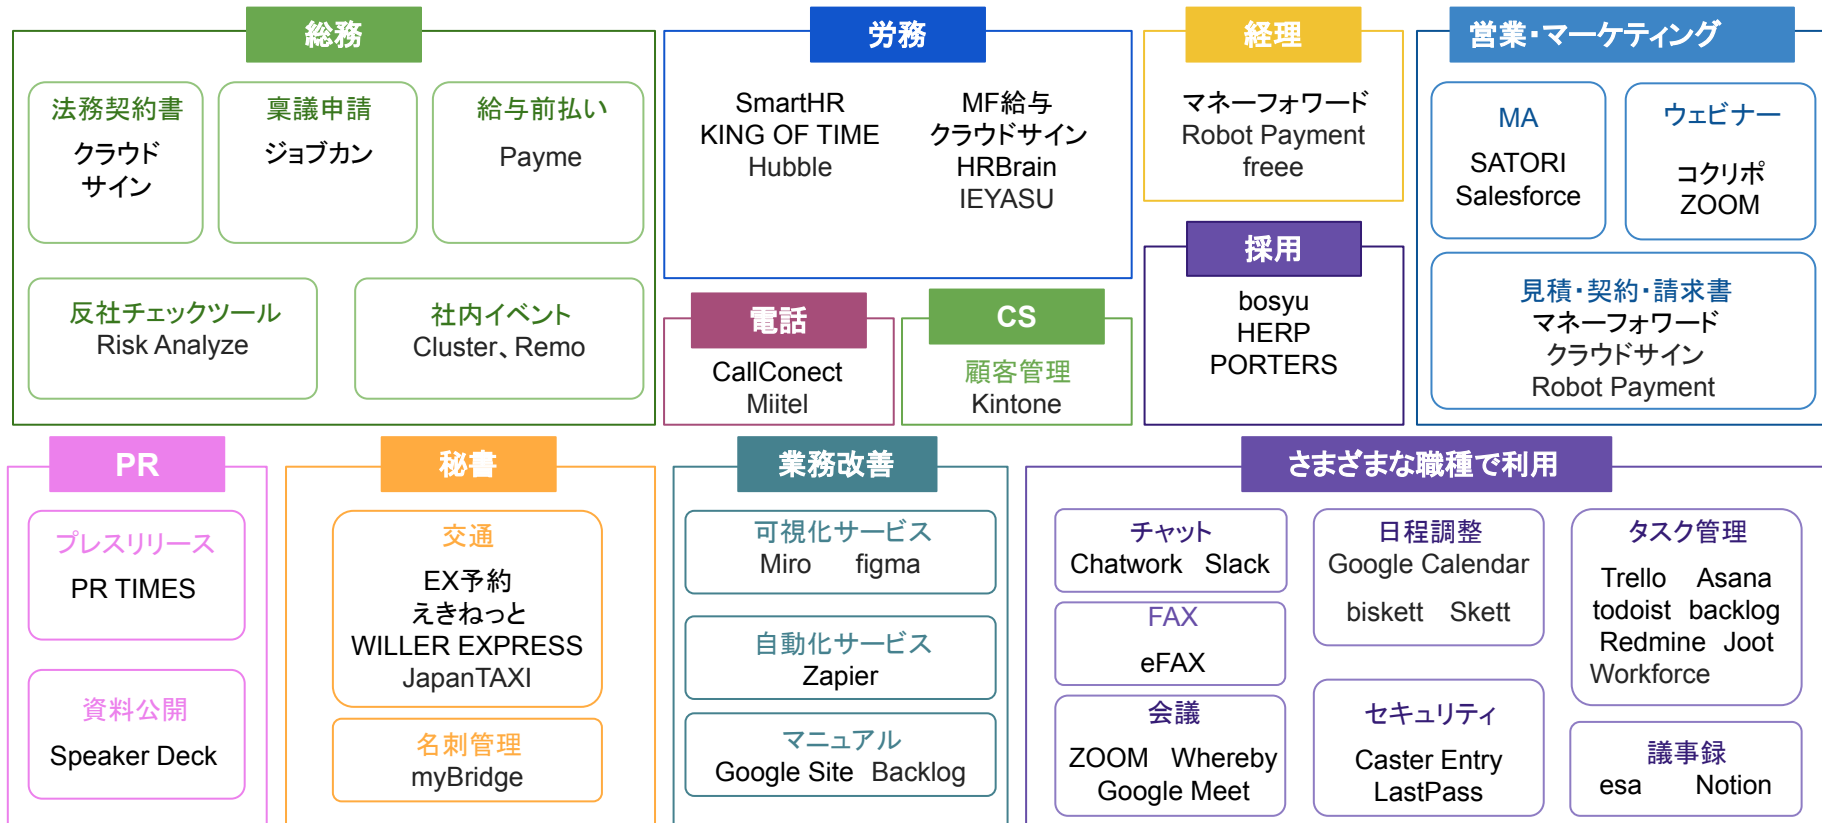 総務
法務契約書
クラウド
サイン
稟議申請
ジョブカン
給与前払い
Payme
反社チェックツール
Risk Analyze
社内イベント
Cluster、Remo
労務
SmartHR
KING OF TIME
Hubble
MF給与
クラウドサイン
HRBrain
IEYASU
経理
マネーフォワード
Robot Payment
freee
営業・マーケティング
MA
SATORI
Salesforce
ウェビナー
コクリポ
ZOOM
見積・契約・請求書
マネーフォワード
クラウドサイン
Robot Payment
電話
CallConect
Miitel
CS
顧客管理
Kintone
採用
bosyu
HERP
PORTERS
PR
プレスリリース
PR TIMES
資料公開
Speaker Deck
秘書
交通
EX予約
えきねっと
WILLER EXPRESS
JapanTAXI
名刺管理
myBridge
業務改善
可視化サービス
Miro figma
自動化サービス
Zapier
マニュアル
Google Site Backlog
さまざまな職種で利用
チャット
Chatwork Slack
FAX
eFAX
会議
ZOOM Whereby
Google Meet
日程調整
Google Calendar
biskett Skett
セキュリティ
Caster Entry
LastPass
タスク管理
Trello Asana
todoist backlog
Redmine Joot
Workforce
議事録
esa Notion